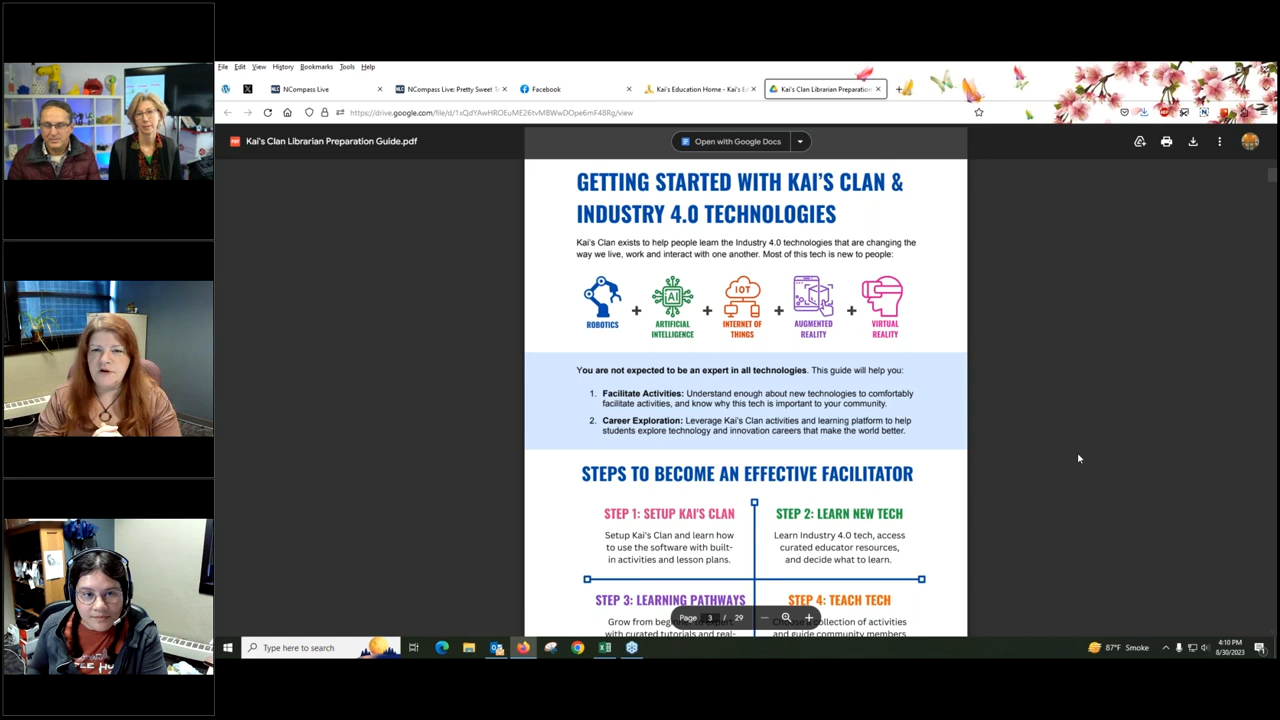 File Edit View History Bookmarks Tools Help
NCompass Live
NCompass Live: Pretty Sweet T
Facebook
Kai's Education Home - Kai's E
Kai's Clan Librarian Preparation
Kai's Clan Librarian Preparation Guide.pdf
Open with Google Docs
GETTING STARTED WITH KAI'S CLAN &
INDUSTRY 4.0 TECHNOLOGIES
Kai's Clan exists to help people learn the Industry 4.0 technologies that are changing the
way we live, work and interact with one another. Most of this tech is new to people:
AI
IOT
ROBOTICS
ARTIFICIAL
INTELLIGENCE
INTERNET OF
THINGS
AUGMENTED
REALITY
VIRTUAL
REALITY
You are not expected to be an expert in all technologies. This guide will help you:
1. Facilitate Activities: Understand enough about new technologies to comfortably
facilitate activities, and know why this tech is important to your community.
2. Career Exploration: Leverage Kai's Clan activities and learning platform to help
students explore technology and innovation careers that make the world better.
STEPS TO BECOME AN EFFECTIVE FACILITATOR
STEP 1: SETUP KAI'S CLAN
Setup Kai's Clan and learn how
to use the software with built-
in activities and lesson plans.
STEP 2: LEARN NEW TECH
Learn Industry 4.0 tech, access
curated educator resources,
and decide what to learn.
STEP 3: LEARNING PATHWAYS
with curated tutorials and real-
STEP 4: TEACH TECH
and guide community members
Page 3 / 29
Type here to search
87°F Smoke
4:10 PM
8/30/2023